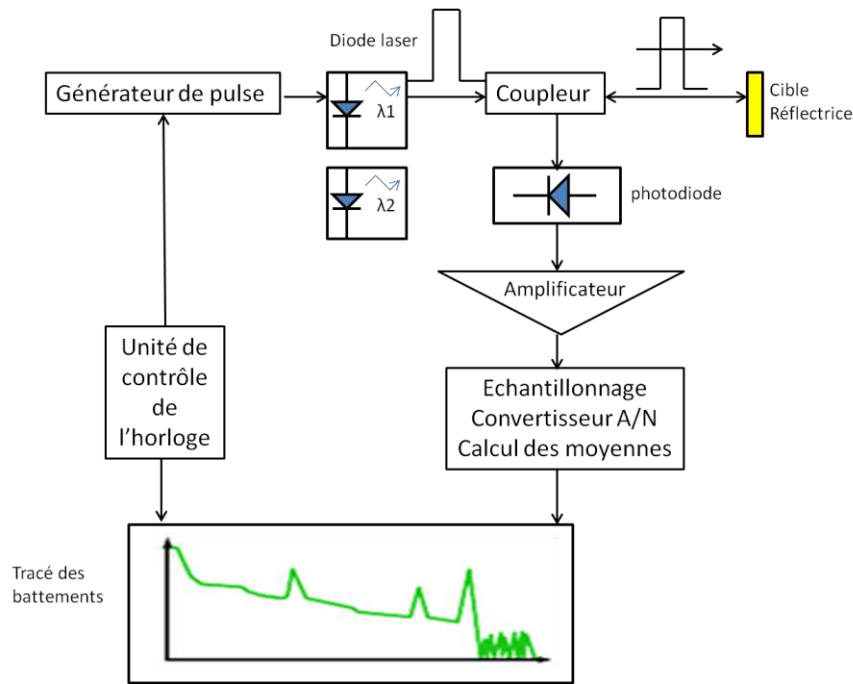 Diode laser
Générateur de pulse
λ1
Coupleur
Cible
Réflectrice
λ2
photodiode
Amplificateur
Unité de
contrôle
de
l'horloge
Echantillonnage
Convertisseur A/N
Calcul des moyennes
Tracé des
battements